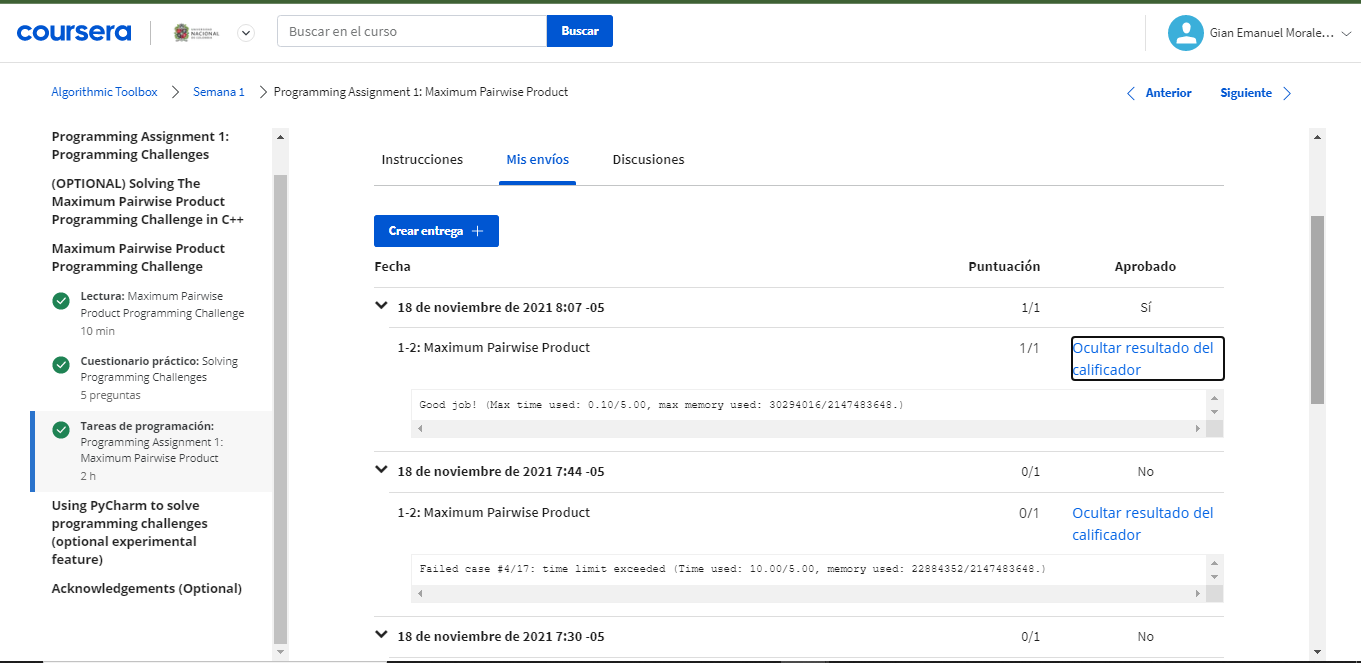 coursera
NACIONAL
Buscar en el curso
Buscar
Gian Emanuel Morale...
Algorithmic Toolbox
Semana 1
Programming Assignment 1: Maximum Pairwise Product
Anterior
Siguiente
Programming Assignment 1:
Programming Challenges
(OPTIONAL) Solving The
Maximum Pairwise Product
Programming Challenge in C++
Maximum Pairwise Product
Programming Challenge
Lectura: Maximum Pairwise
Product Programming Challenge
10 min
Cuestionario práctico: Solving
Programming Challenges
5 preguntas
Tareas de programación:
Programming Assignment 1:
Maximum Pairwise Product
2 h
Using PyCharm to solve
programming challenges
(optional experimental
feature)
Acknowledgements (Optional)
Instrucciones
Mis envíos
Discusiones
Crear entrega +
Fecha
Puntuación
Aprobado
18 de noviembre de 2021 8:07 -05
1/1
Sí
1-2: Maximum Pairwise Product
1/1
Ocultar resultado del
calificador
Good job! (Max time used: 0.10/5.00, max memory used: 30294016/2147483648.)
18 de noviembre de 2021 7:44 -05
0/1
No
1-2: Maximum Pairwise Product
0/1
Ocultar resultado del
calificador
Failed case #4/17: time limit exceeded (Time used: 10.00/5.00, memory used: 22884352/2147483648.)
18 de noviembre de 2021 7:30 -05
0/1
No